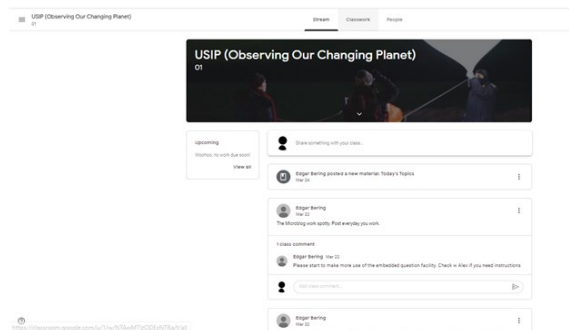 USIP (Observing Our Changing Planet)
01
Stream Classwork People
USIP (Observing Our Changing Planet)
01
Upcoming
Woohoo, no work due soon!
View all
Share something with your class...
Edgar Bering posted a new material: Today's Topics
Mar 24
Edgar Bering
Mar 22
The Microblog work spotty. Post everyday you work.
1 class comment
Edgar Bering Mar 22
Please start to make more use of the embedded question facility. Check w Alex if you need instructions
Add class comment...
Edgar Bering
Mar 22